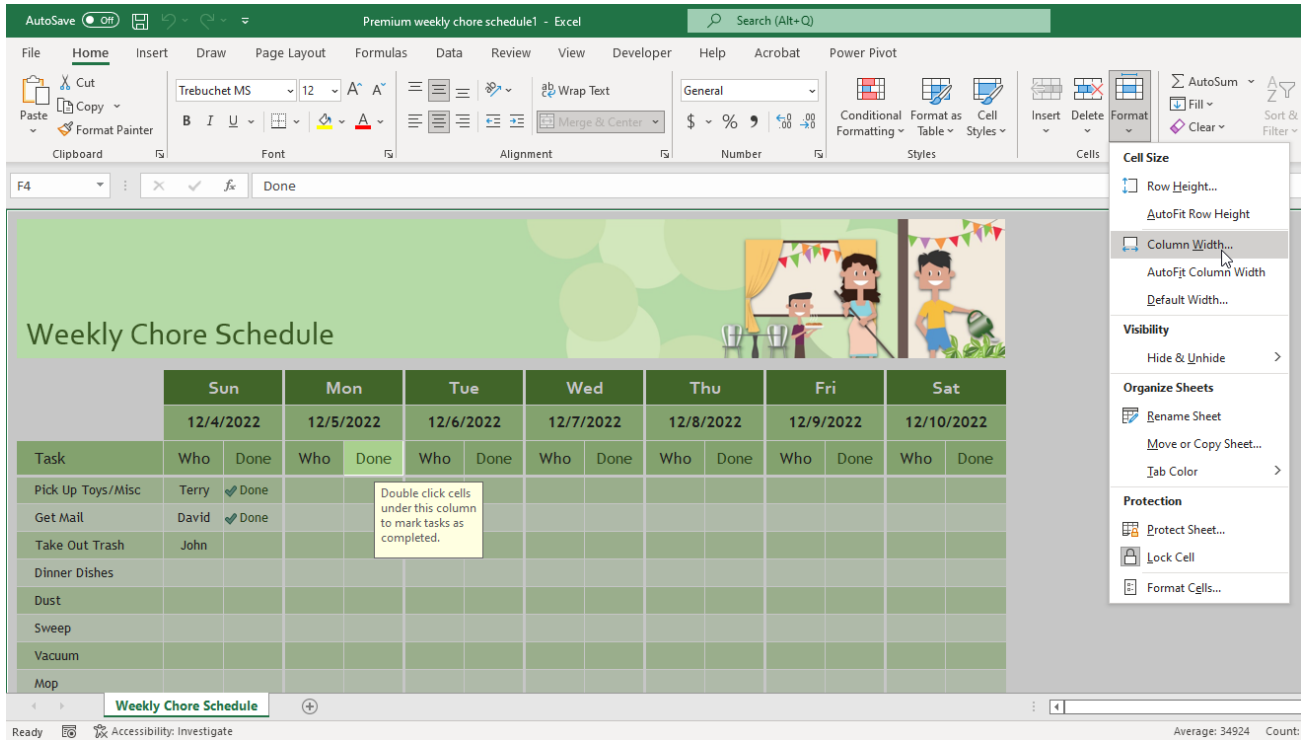 AutoSave Off Premium weekly chore schedule1 - Excel Search (Alt+Q)
File Home Insert Draw Page Layout Formulas Data Review View Developer Help Acrobat Power Pivot
Paste
Cut
Copy
Format Painter
Clipboard
Trebuchet MS 12 A^ A˅
B I U A
Font
ab Wrap Text
Merge & Center
Alignment
General
$ % 9 .00
Number
Conditional Formatting
Format as Table
Cell Styles
Styles
Insert Delete Format
Cells
AutoSum
Fill
Clear
Sort & Filter
F4 fx Done
Cell Size
Row Height...
AutoFit Row Height
Column Width...
AutoFit Column Width
Default Width...
Visibility
Hide & Unhide
Organize Sheets
Rename Sheet
Move or Copy Sheet...
Tab Color
Protection
Protect Sheet...
Lock Cell
Format Cells...
Weekly Chore Schedule
Sun Mon Tue Wed Thu Fri Sat
12/4/2022 12/5/2022 12/6/2022 12/7/2022 12/8/2022 12/9/2022 12/10/2022
Task Who Done Who Done Who Done Who Done Who Done Who Done Who Done
Pick Up Toys/Misc Terry Done
Get Mail David Done
Take Out Trash John
Dinner Dishes
Dust
Sweep
Vacuum
Mop
Double click cells
under this column
to mark tasks as
completed.
Weekly Chore Schedule
Ready Accessibility: Investigate Average: 34924 Count: